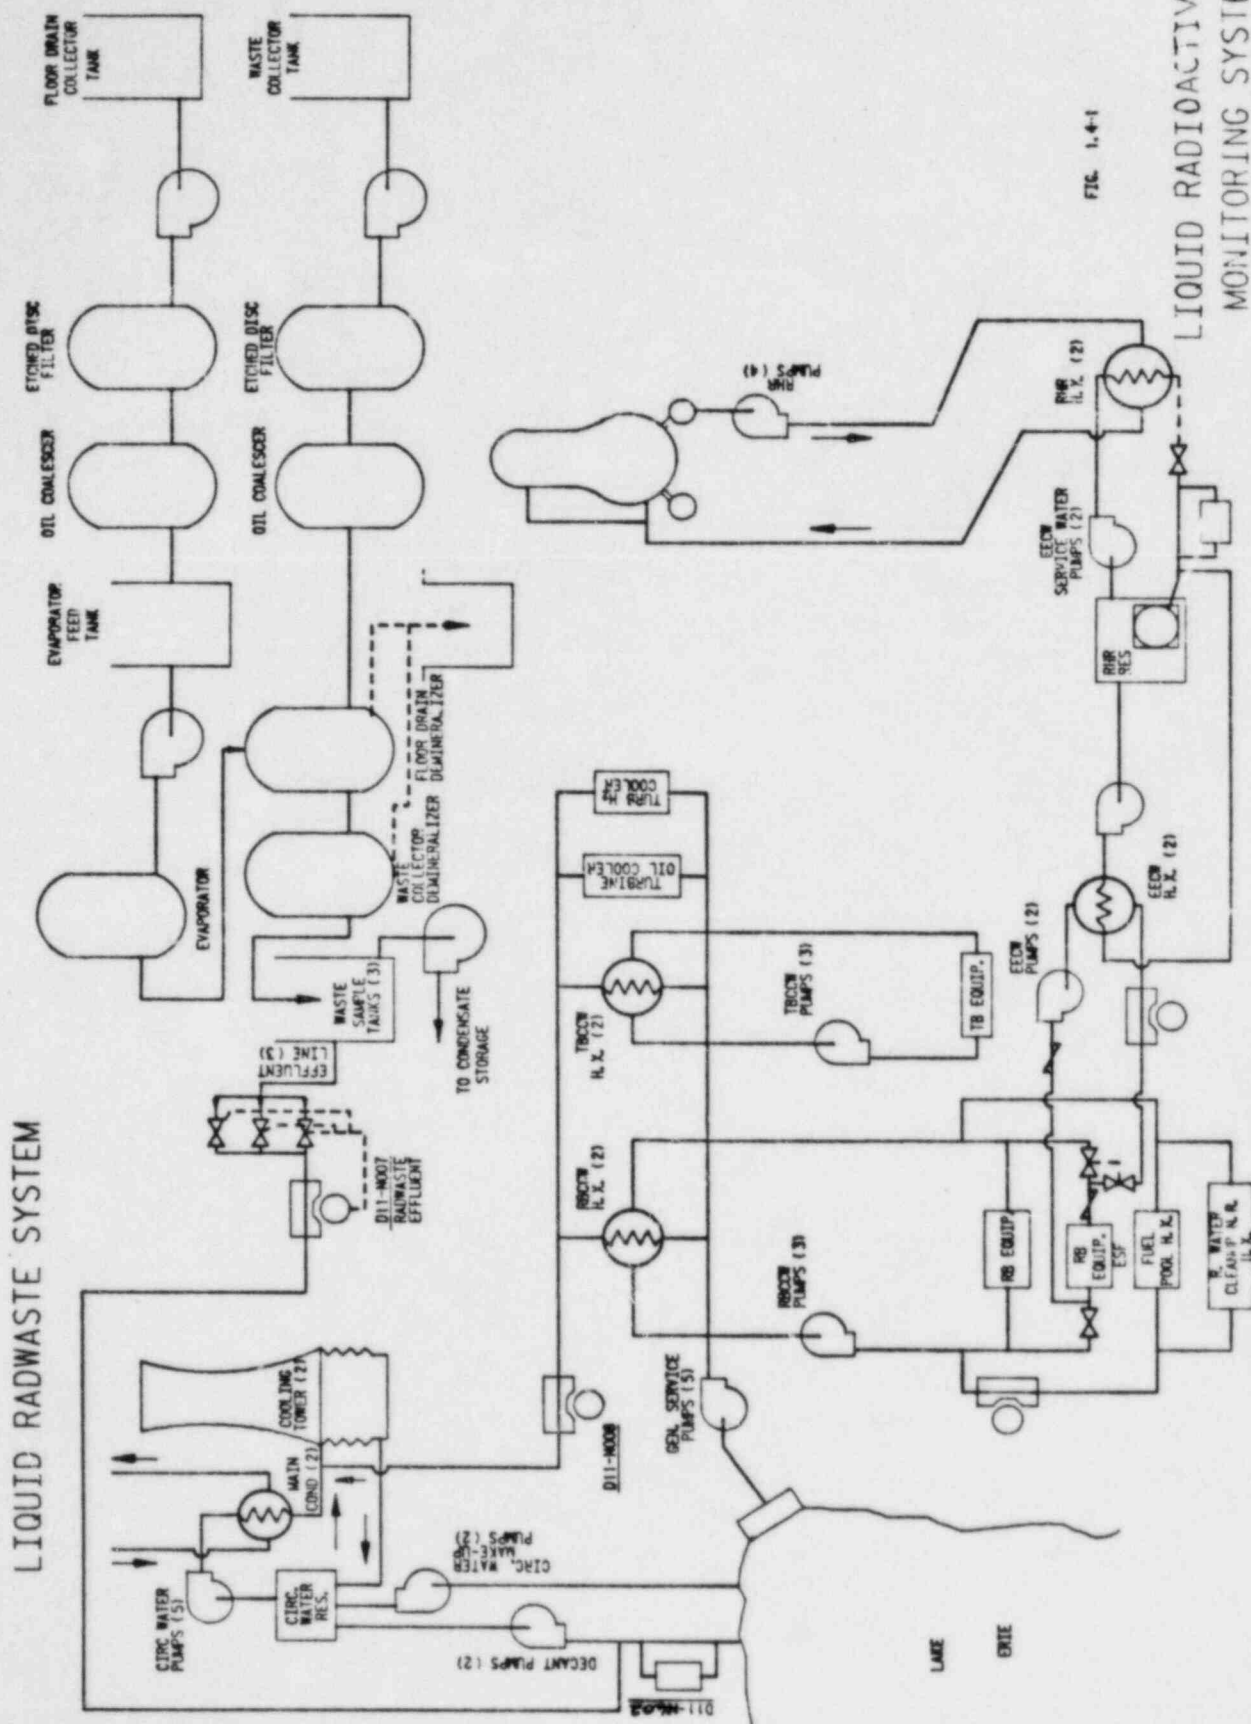 LIQUID RADWASTE SYSTEM
FLOOR DRAIN
COLLECTOR
TANK
WASTE
COLLECTOR
TANK
ETCHED DISC
FILTER
ETCHED DISC
FILTER
OIL COALESCER
OIL COALESCER
EVAPORATOR
FEED
TANK
EVAPORATOR
FLOOR DRAIN
DEMINERALIZER
WASTE
COLLECTOR
DEMINERALIZER
WASTE
SAMPLE
TANKS (3)
TO CONDENSATE
STORAGE
EFFLUENT
LINE (3)
D11-N007
RADWASTE
EFFLUENT
COOLING
TOWER (2)
MAIN
COND (2)
CIRC WATER
PUMPS (5)
CIRC.
WATER
RES.
CIRC. WATER
MAKE-UP
PUMPS (2)
DECANT PUMPS (2)
D11-N008
GEN. SERVICE
PUMPS (5)
LAKE
ERIE
TURBINE
OIL COOLER
COOLER
TBCCW
H.X. (2)
TBCCW
PUMPS (3)
TB EQUIP.
RBCCW
H.X. (2)
RBCCW
PUMPS (3)
RB EQUIP
RB
EQUIP.
ESF
FUEL
POOL H.X.
R. WATER
CLEANUP N.R.
H.X.
EECW
PUMPS (2)
EECW
H.X. (2)
RHR
RES
EECW
SERVICE WATER
PUMPS (2)
RHR
PUMPS (4)
RHR
H.X. (2)
FIG. 1.4-1
LIQUID RADIOACTIV
MONITORING SYST